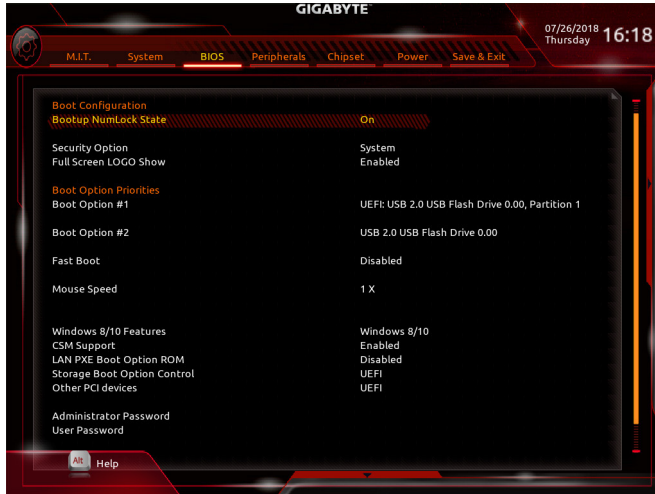 GIGABYTE
07/26/2018 Thursday 16:18
M.I.T. System BIOS Peripherals Chipset Power Save & Exit
Boot Configuration
Bootup NumLock State On
Security Option System
Full Screen LOGO Show Enabled
Boot Option Priorities
Boot Option #1 UEFI: USB 2.0 USB Flash Drive 0.00, Partition 1
Boot Option #2 USB 2.0 USB Flash Drive 0.00
Fast Boot Disabled
Mouse Speed 1 X
Windows 8/10 Features Windows 8/10
CSM Support Enabled
LAN PXE Boot Option ROM Disabled
Storage Boot Option Control UEFI
Other PCI devices UEFI
Administrator Password
User Password
Alt Help